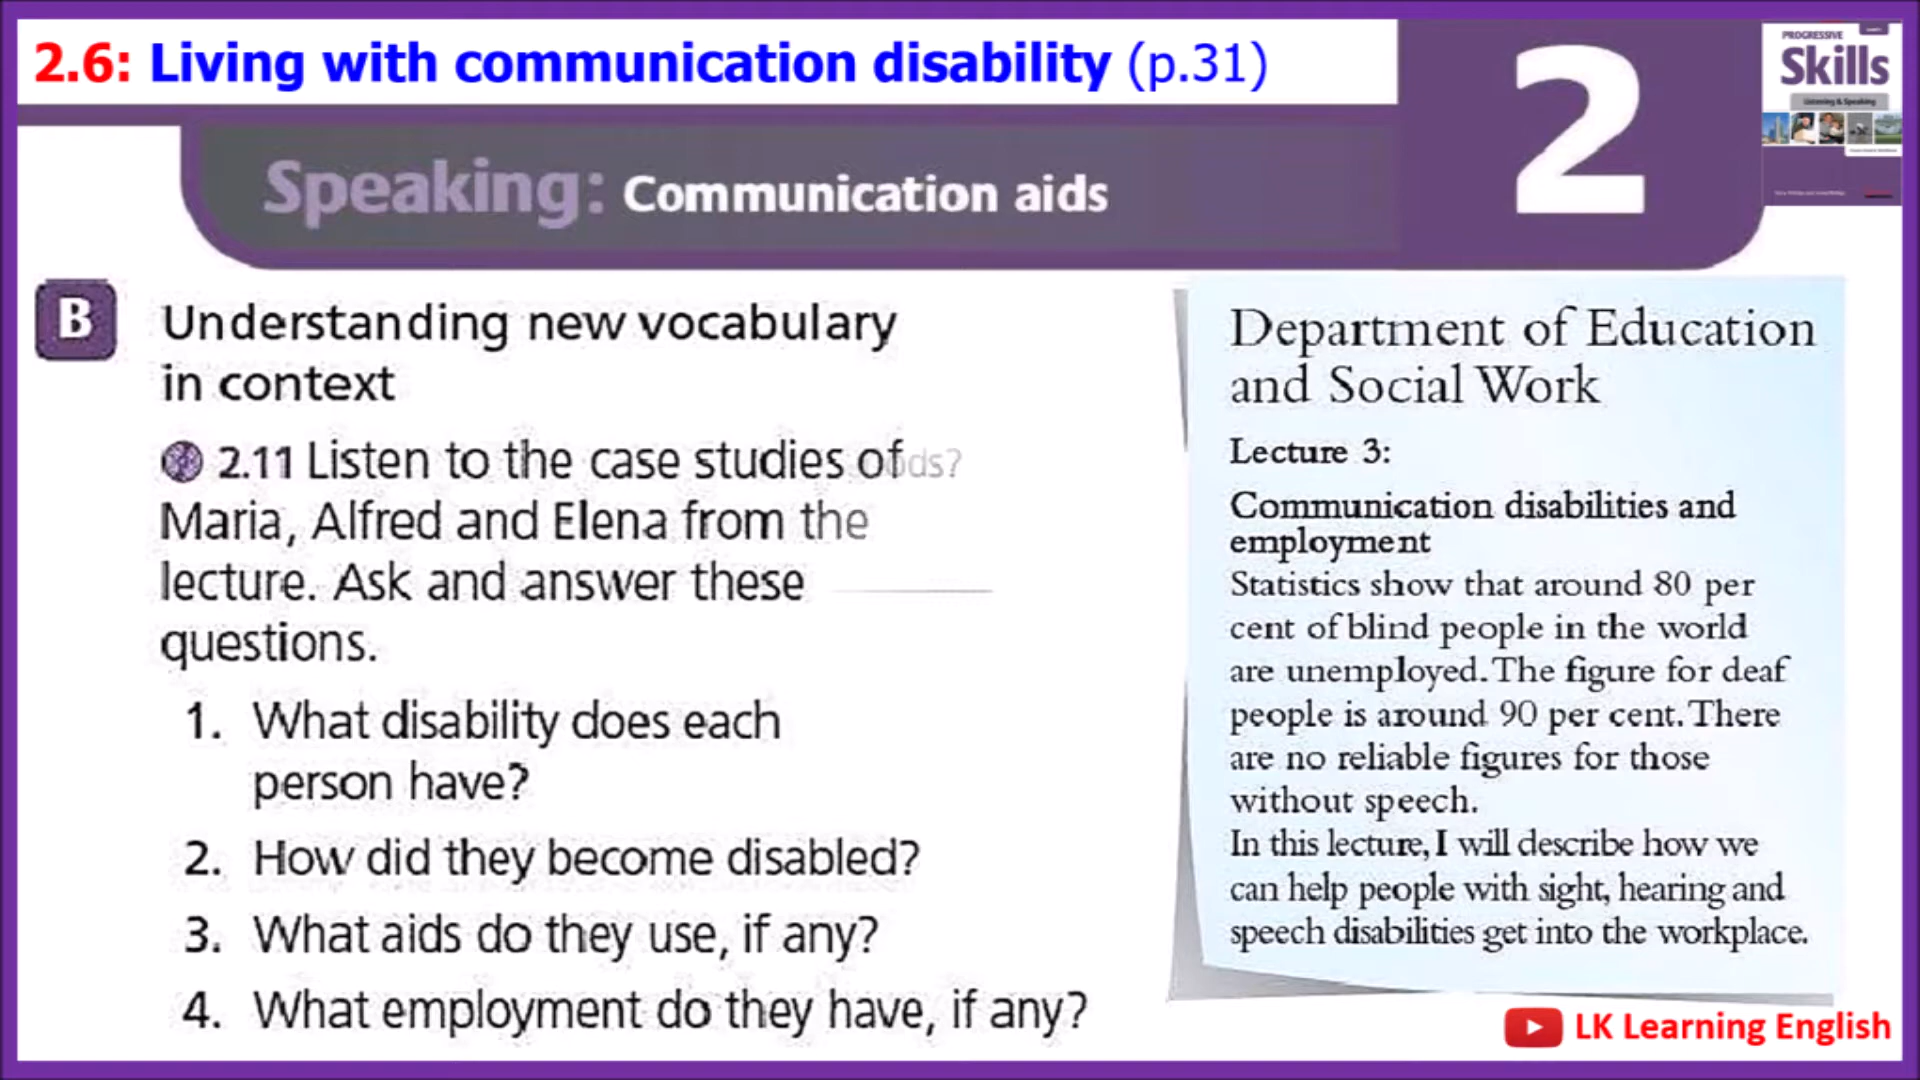 2.6: Living with communication disability (p.31)
2
PROGRESSIVE
Skills
Listening & Speaking
Speaking: Communication aids
B
Understanding new vocabulary
in context
2.11 Listen to the case studies of ds?
Maria, Alfred and Elena from the
lecture. Ask and answer these
questions.
1. What disability does each
person have?
2. How did they become disabled?
3. What aids do they use, if any?
4. What employment do they have, if any?
Department of Education
and Social Work
Lecture 3:
Communication disabilities and
employment
Statistics show that around 80 per
cent of blind people in the world
are unemployed. The figure for deaf
people is around 90 per cent. There
are no reliable figures for those
without speech.
In this lecture, I will describe how we
can help people with sight, hearing and
speech disabilities get into the workplace.
LK Learning English